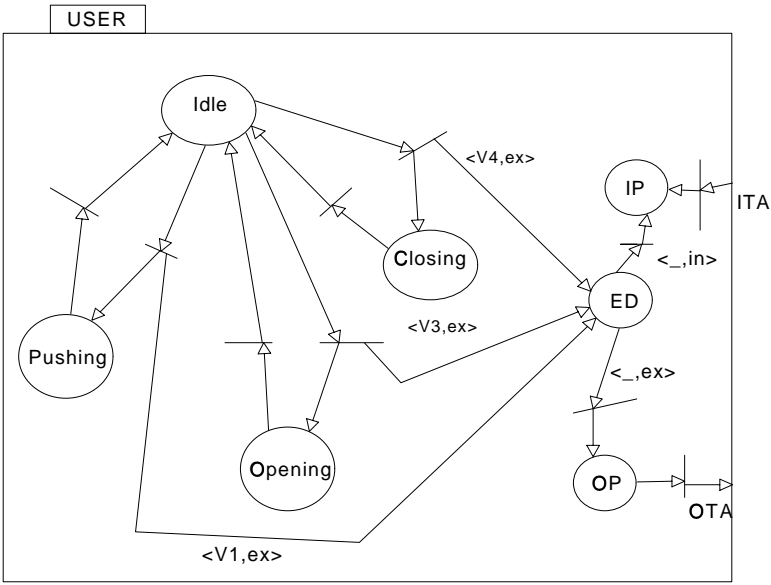 USER
Idle
<V4,ex>
IP
ITA
Closing
<_,in>
ED
<V3,ex>
Pushing
<_,ex>
Opening
OP
OTA
<V1,ex>